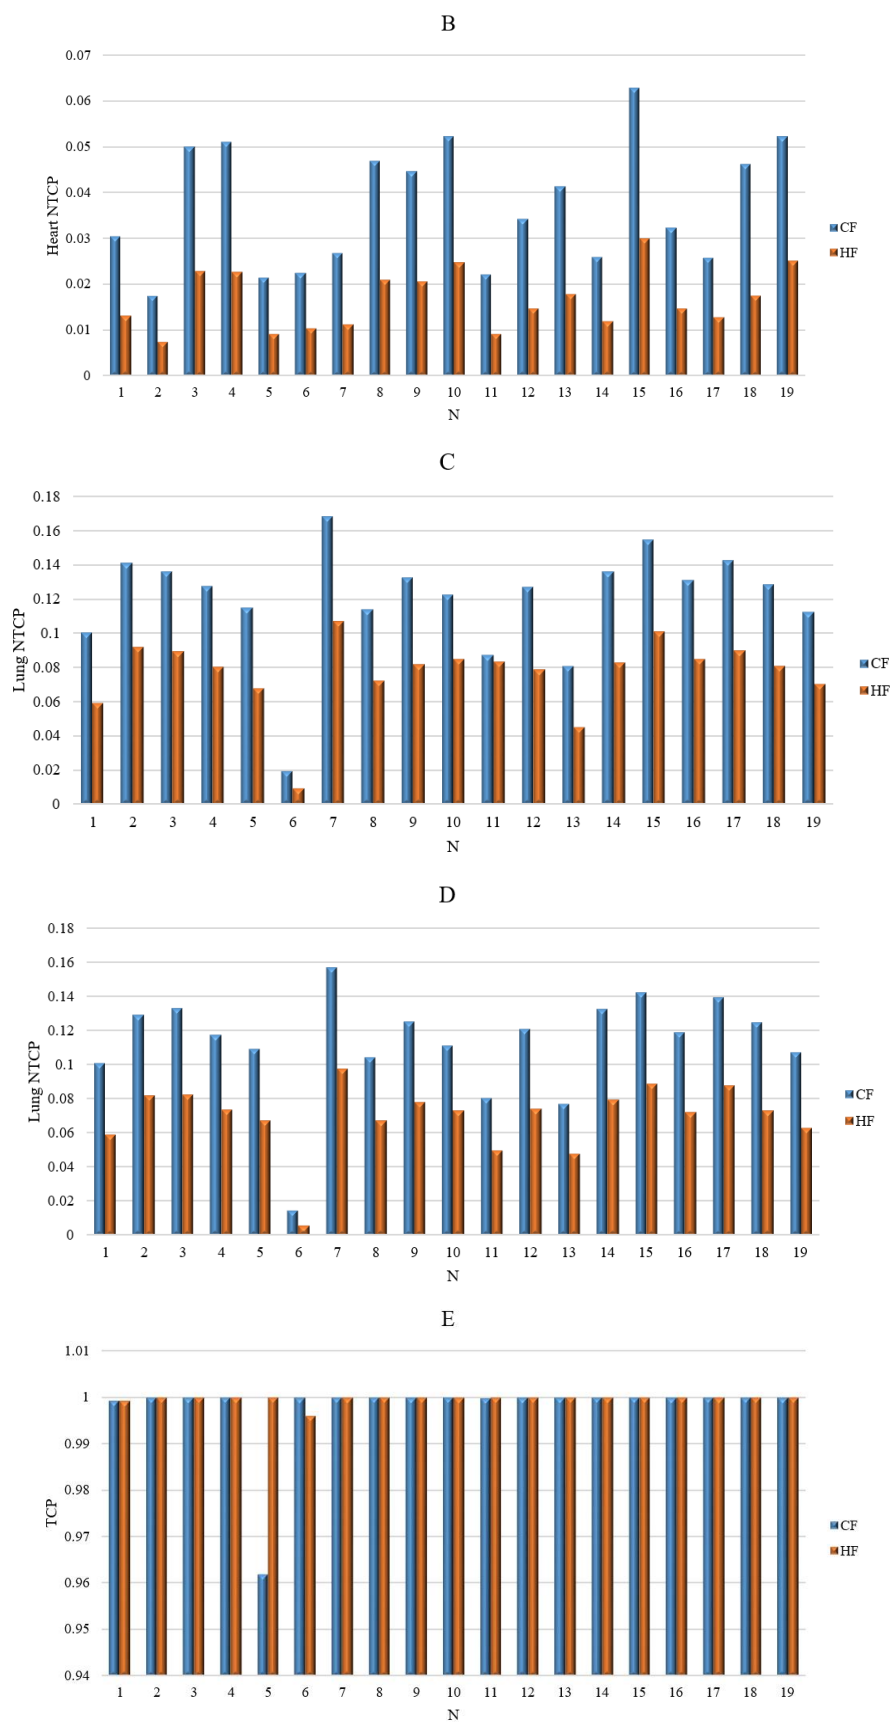 B
0.07
0.06
0.05
0.04
0.03
0.02
0.01
0
Heart NTCP
1 2 3 4 5 6 7 8 9 10 11 12 13 14 15 16 17 18 19
N
CF
HF
C
0.18
0.16
0.14
0.12
0.1
0.08
0.06
0.04
0.02
0
Lung NTCP
1 2 3 4 5 6 7 8 9 10 11 12 13 14 15 16 17 18 19
N
CF
HF
D
0.18
0.16
0.14
0.12
0.1
0.08
0.06
0.04
0.02
0
Lung NTCP
1 2 3 4 5 6 7 8 9 10 11 12 13 14 15 16 17 18 19
N
CF
HF
E
1.01
1
0.99
0.98
0.97
0.96
0.95
0.94
TCP
1 2 3 4 5 6 7 8 9 10 11 12 13 14 15 16 17 18 19
N
CF
HF